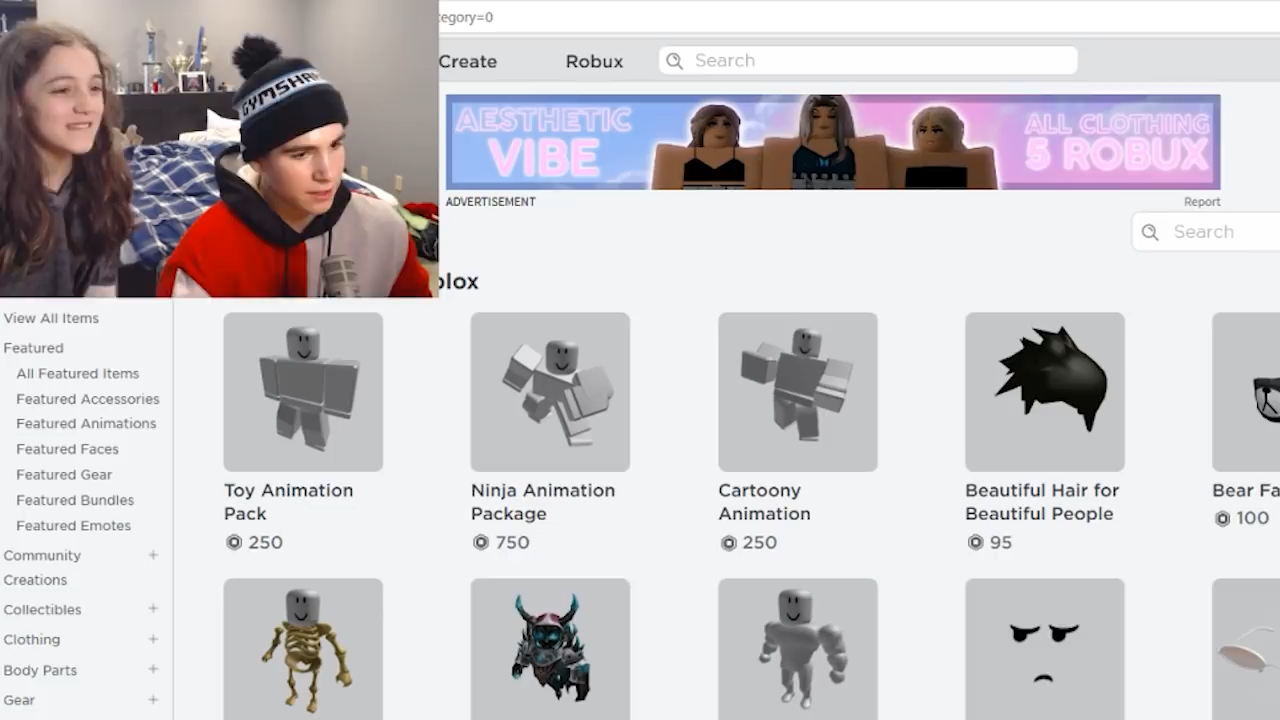 tegory=0
Create
Robux
Search
AESTHETIC
VIBE
ALL CLOTHING
5 ROBUX
ADVERTISEMENT
Report
Search
GYMSHAR
blox
View All Items
Featured
All Featured Items
Featured Accessories
Featured Animations
Featured Faces
Featured Gear
Featured Bundles
Featured Emotes
Community +
Creations
Collectibles +
Clothing +
Body Parts +
Gear +
Toy Animation
Pack
250
Ninja Animation
Package
750
Cartoony
Animation
250
Beautiful Hair for
Beautiful People
95
Bear Fa
100